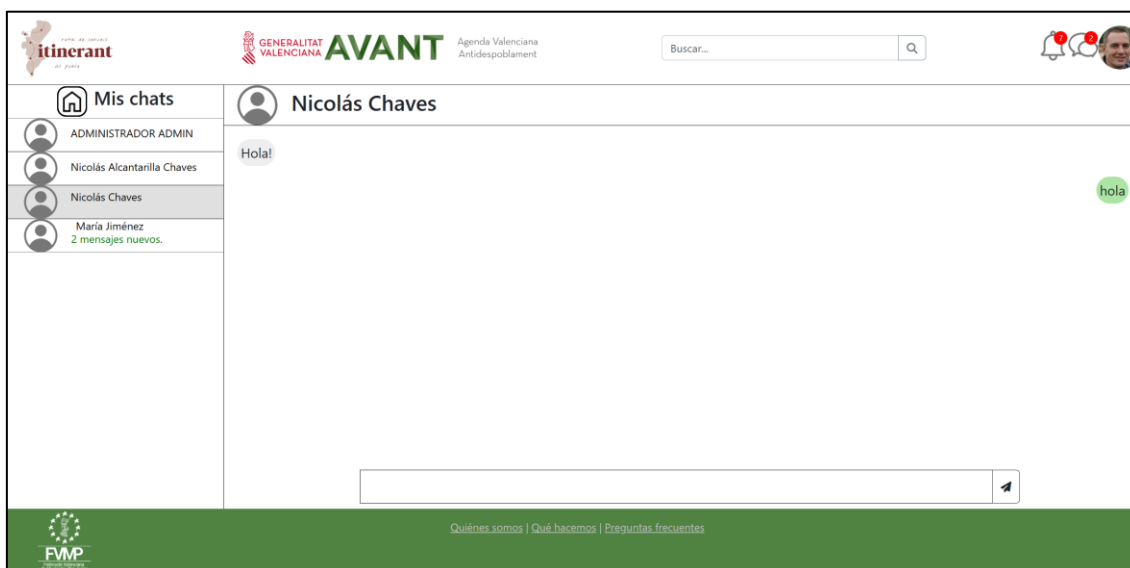 itinerant
GENERALITAT
VALENCIANA
AVANT
Agenda Valenciana
Antidespoblament
Buscar...
7
2
Mis chats
ADMINISTRADOR ADMIN
Nicolás Alcantarilla Chaves
Nicolás Chaves
María Jiménez
2 mensajes nuevos.
Nicolás Chaves
Hola!
hola
FVMP
Quiénes somos | Qué hacemos | Preguntas frecuentes